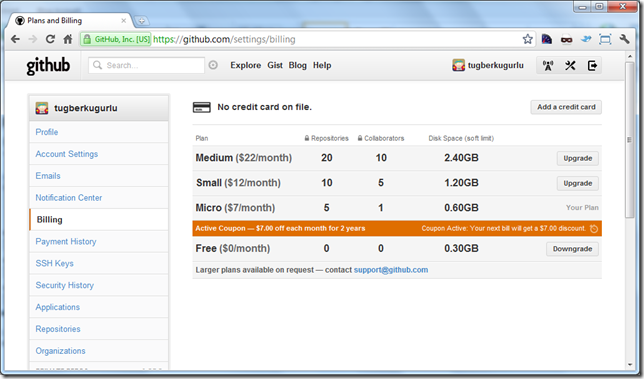 Plans and Billing
GitHub, Inc. [US] https://github.com/settings/billing
github Search... Explore Gist Blog Help tugberkugurlu
tugberkugurlu
Profile
Account Settings
Emails
Notification Center
Billing
Payment History
SSH Keys
Security History
Applications
Repositories
Organizations
No credit card on file. Add a credit card
Plan Repositories Collaborators Disk Space (soft limit)
Medium ($22/month) 20 10 2.40GB Upgrade
Small ($12/month) 10 5 1.20GB Upgrade
Micro ($7/month) 5 1 0.60GB Your Plan
Active Coupon — $7.00 off each month for 2 years Coupon Active: Your next bill will get a $7.00 discount.
Free ($0/month) 0 0 0.30GB Downgrade
Larger plans available on request — contact support@github.com